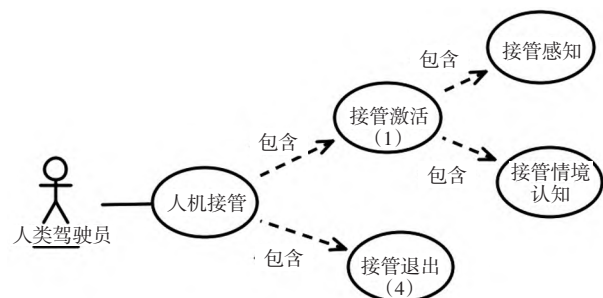 包含
接管感知
接管激活
（1）
包含
包含
接管情境
认知
人机接管
人类驾驶员
包含
接管退出
（4）